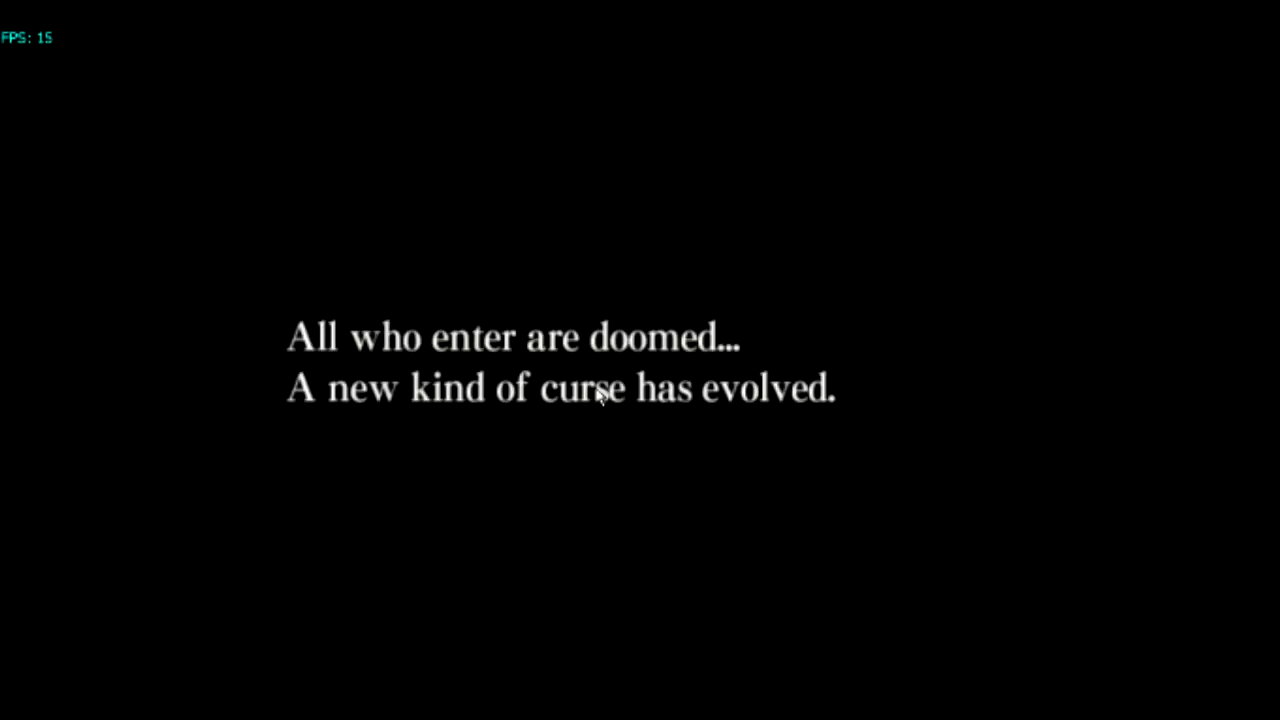 FPS: 15
All who enter are doomed...
A new kind of curse has evolved.